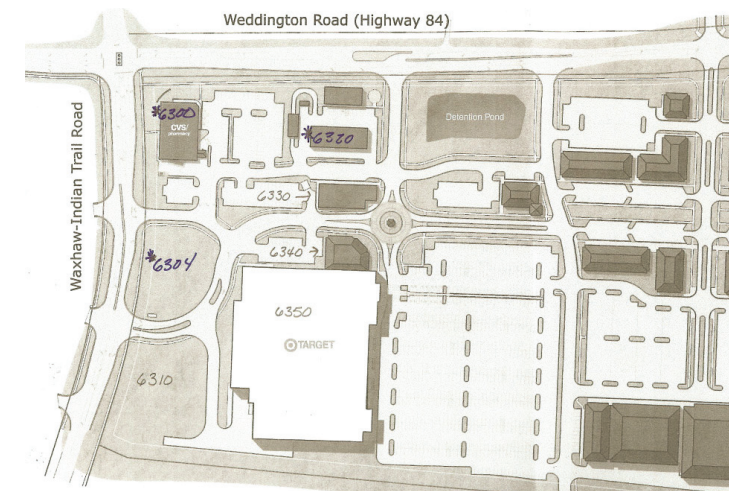 Weddington Road (Highway 84)
Waxhaw-Indian Trail Road
*6300
CVS/
pharmacy
*6320
Detention Pond
6330
*6304
6340
6350
TARGET
6310